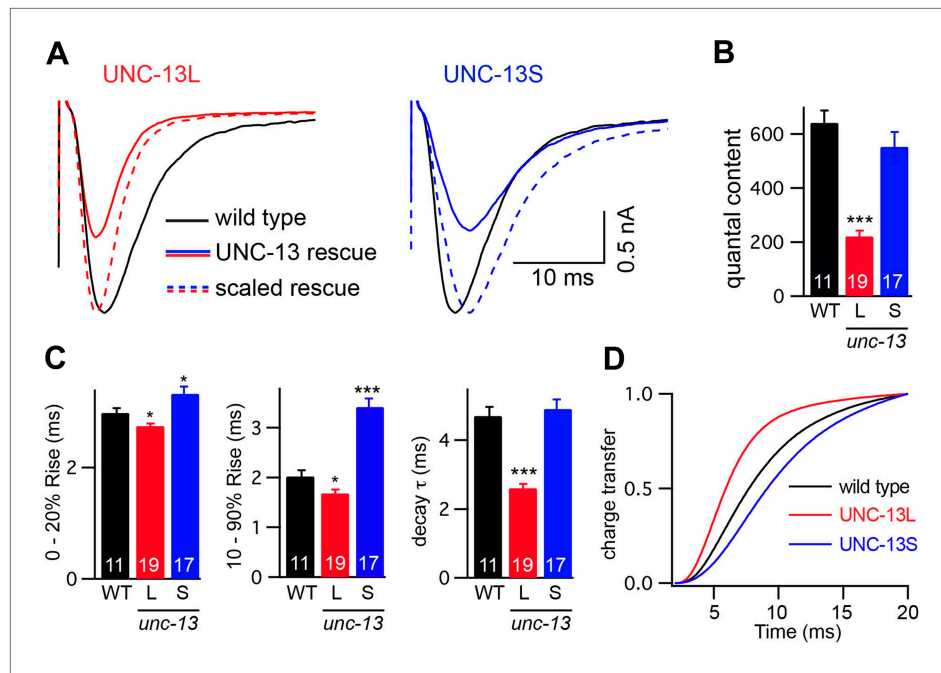 A
UNC-13L
UNC-13S
wild type
UNC-13 rescue
scaled rescue
10 ms
0.5 nA
B
quantal content
600
400
200
0
***
11
19
17
WT L S
unc-13
C
0 - 20% Rise (ms)
2
0
*
*
11
19
17
WT L S
unc-13
10 - 90% Rise (ms)
4
3
2
1
0
*
***
11
19
17
WT L S
unc-13
decay τ (ms)
4
2
0
***
11
19
17
WT L S
unc-13
D
charge transfer
1.0
0.5
0.0
wild type
UNC-13L
UNC-13S
5 10 15 20
Time (ms)